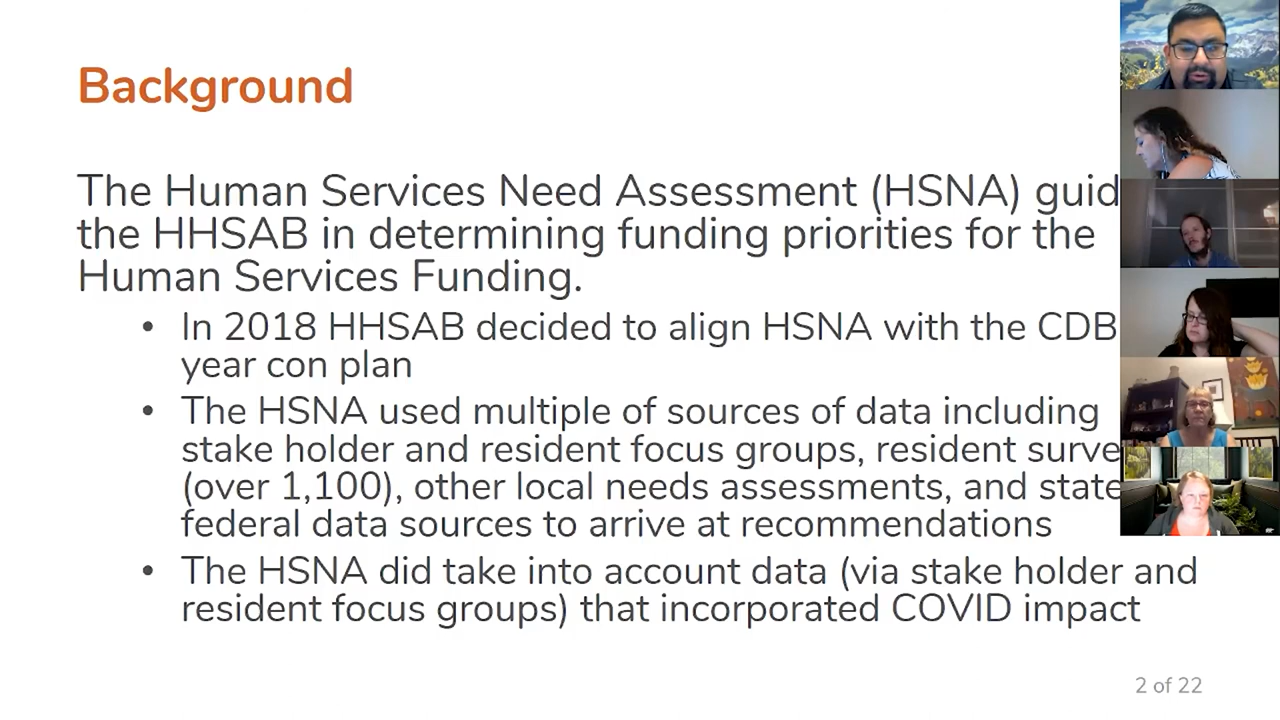 Background
The Human Services Need Assessment (HSNA) guid
the HHSAB in determining funding priorities for the
Human Services Funding.
• In 2018 HHSAB decided to align HSNA with the CDB
year con plan
• The HSNA used multiple of sources of data including
stake holder and resident focus groups, resident surve
(over 1,100), other local needs assessments, and state
federal data sources to arrive at recommendations
• The HSNA did take into account data (via stake holder and
resident focus groups) that incorporated COVID impact
2 of 22